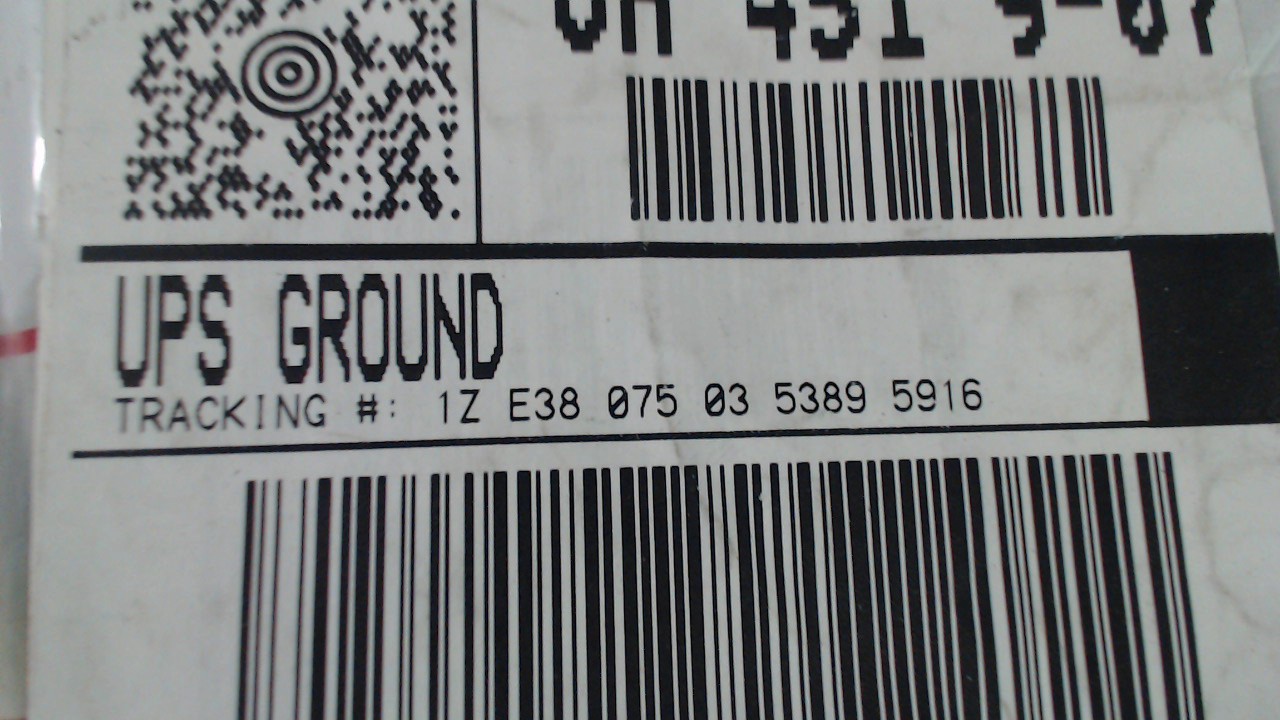 UPS GROUND
TRACKING #: 1Z E38 075 03 5389 5916